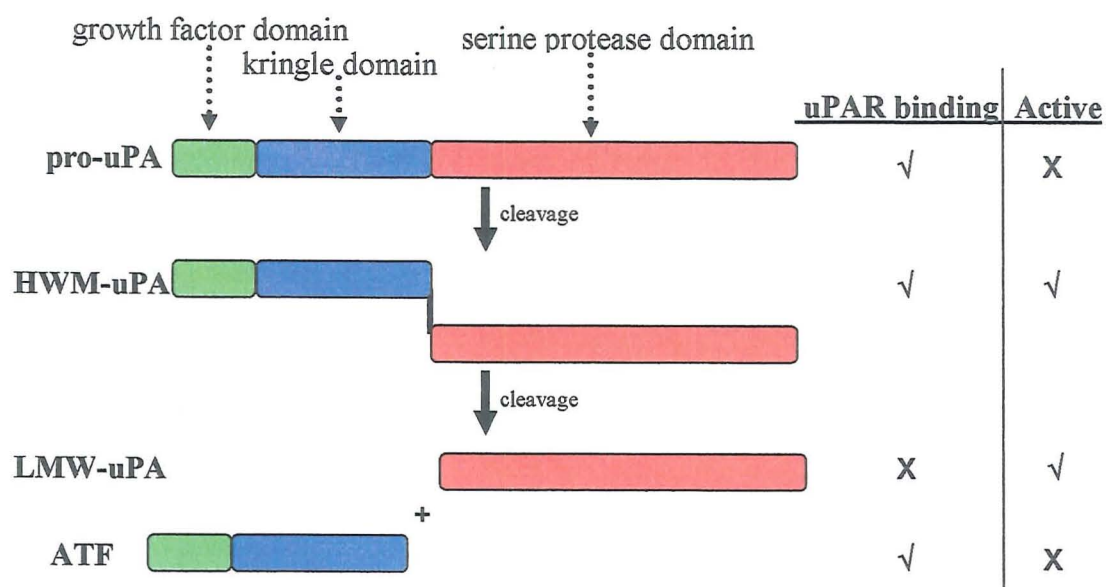 growth factor domain
kringle domain
serine protease domain
uPAR binding Active
pro-uPA √ X
cleavage
HWM-uPA √ √
cleavage
LMW-uPA X √
+
ATF √ X